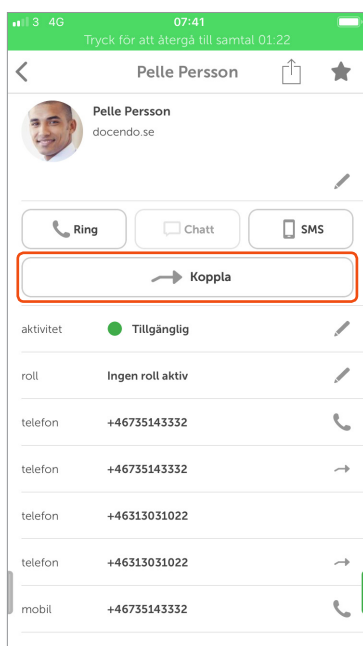 3 4G 07:41
Tryck för att återgå till samtal 01:22
Pelle Persson
Pelle Persson
docendo.se
Ring Chatt SMS
Koppla
aktivitet Tillgänglig
roll Ingen roll aktiv
telefon +46735143332
telefon +46735143332
telefon +46313031022
telefon +46313031022
mobil +46735143332